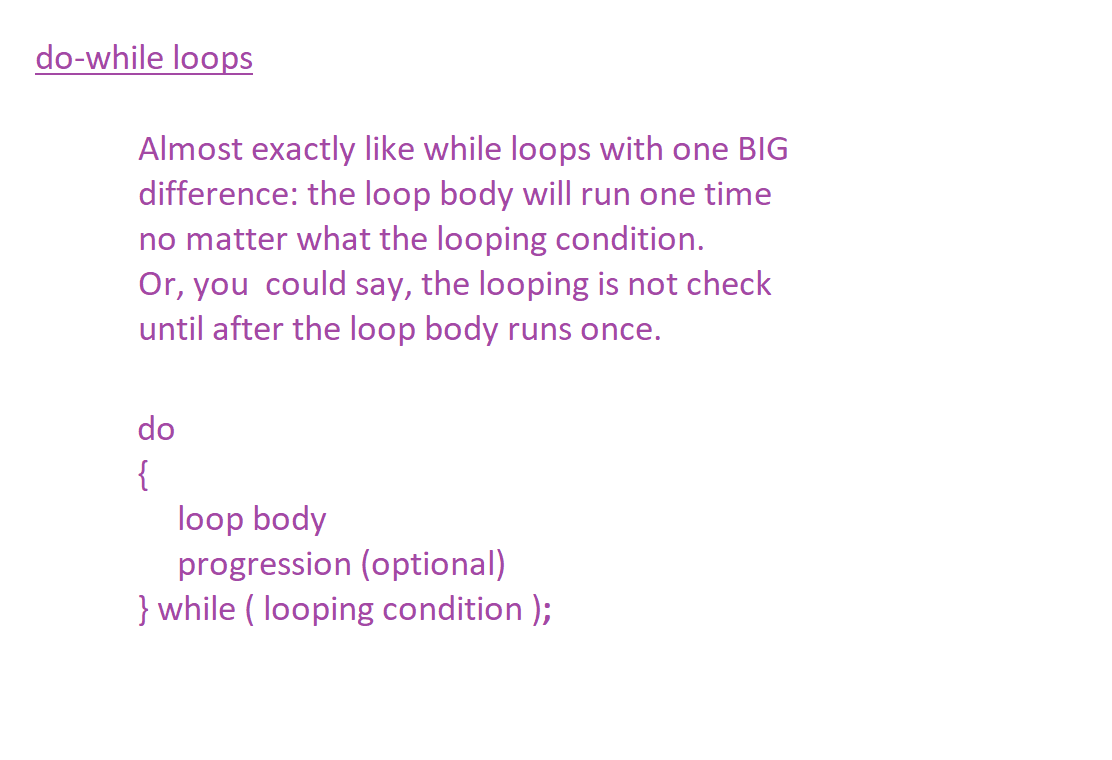 do-while loops
Almost exactly like while loops with one BIG
difference: the loop body will run one time
no matter what the looping condition.
Or, you  could say, the looping is not check
until after the loop body runs once.
do
{
loop body
progression (optional)
} while ( looping condition );